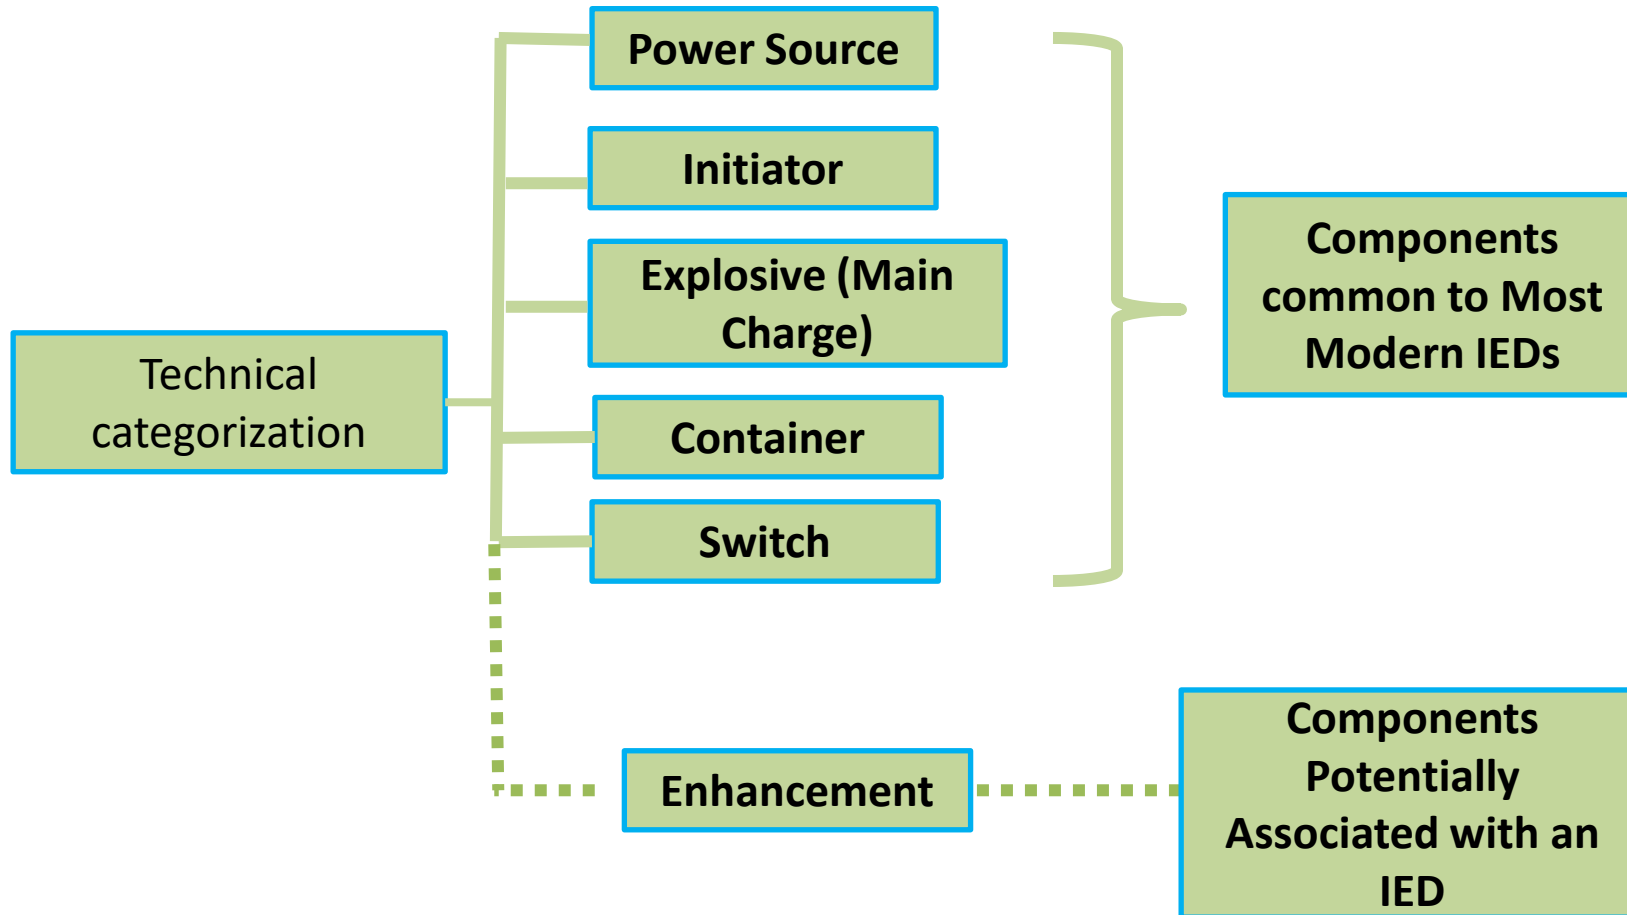 Power Source
Initiator
Explosive (Main
Charge)
Container
Switch
Technical
categorization
Components
common to Most
Modern IEDs
Enhancement
Components
Potentially
Associated with an
IED